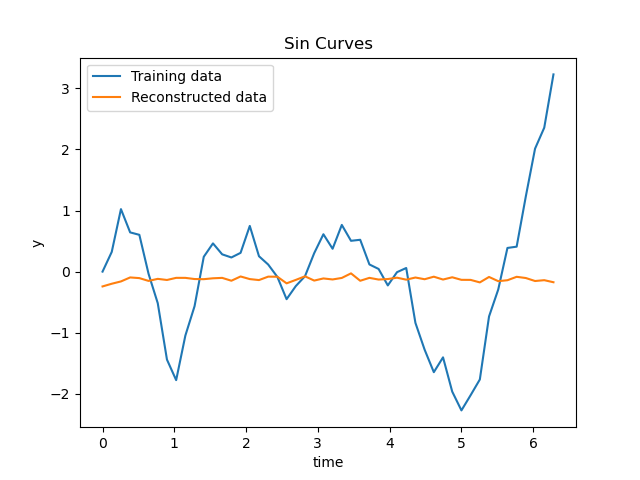 Sin Curves
Training data
Reconstructed data
y
3
2
1
0
−1
−2
0 1 2 3 4 5 6
time